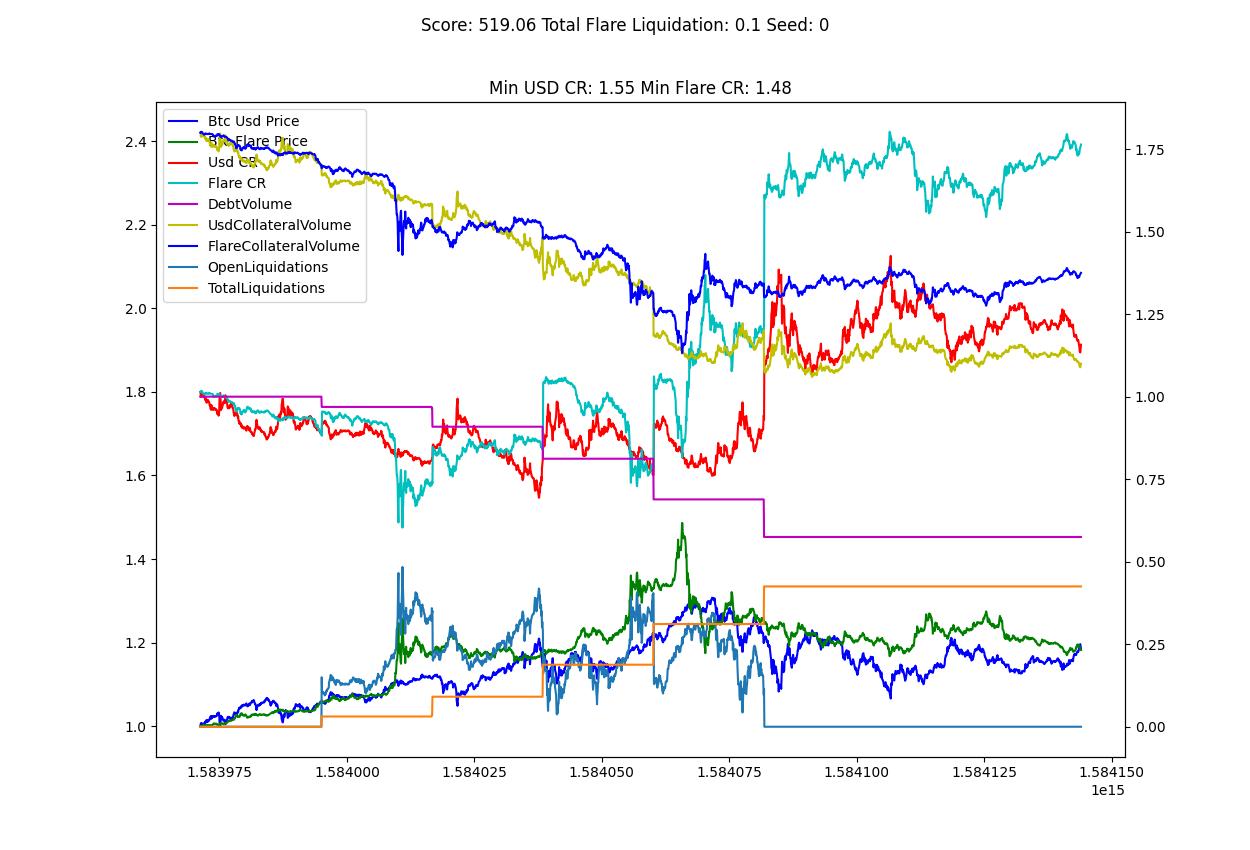 Score: 519.06 Total Flare Liquidation: 0.1 Seed: 0
Min USD CR: 1.55 Min Flare CR: 1.48
Btc Usd Price
Btc Flare Price
Usd CR
Flare CR
DebtVolume
UsdCollateralVolume
FlareCollateralVolume
OpenLiquidations
TotalLiquidations
2.4
2.2
2.0
1.8
1.6
1.4
1.2
1.0
1.75
1.50
1.25
1.00
0.75
0.50
0.25
0.00
1.583975 1.584000 1.584025 1.584050 1.584075 1.584100 1.584125 1.584150
1e15